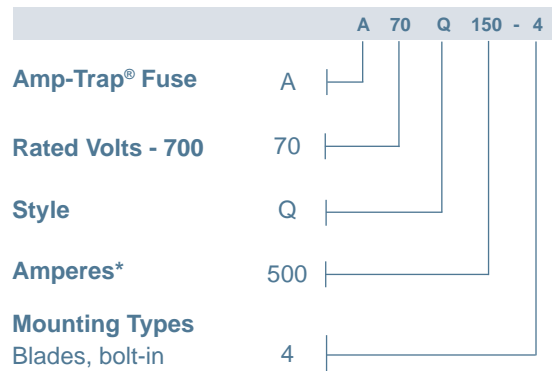 A 70 Q 150 - 4
Amp-Trap® Fuse A
Rated Volts - 700 70
Style Q
Amperes* 500
Mounting Types
Blades, bolt-in 4